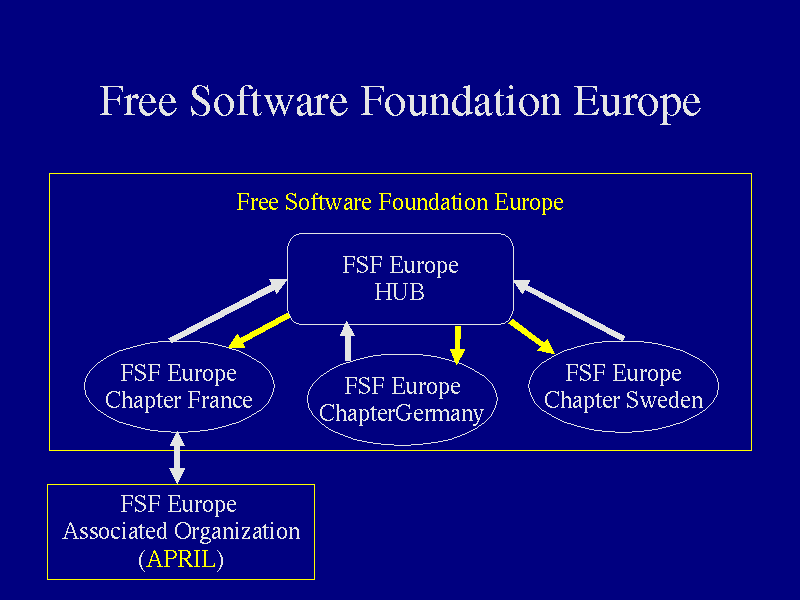 Free Software Foundation Europe
Free Software Foundation Europe
FSF Europe
HUB
FSF Europe
Chapter France
FSF Europe
ChapterGermany
FSF Europe
Chapter Sweden
FSF Europe
Associated Organization
(APRIL)